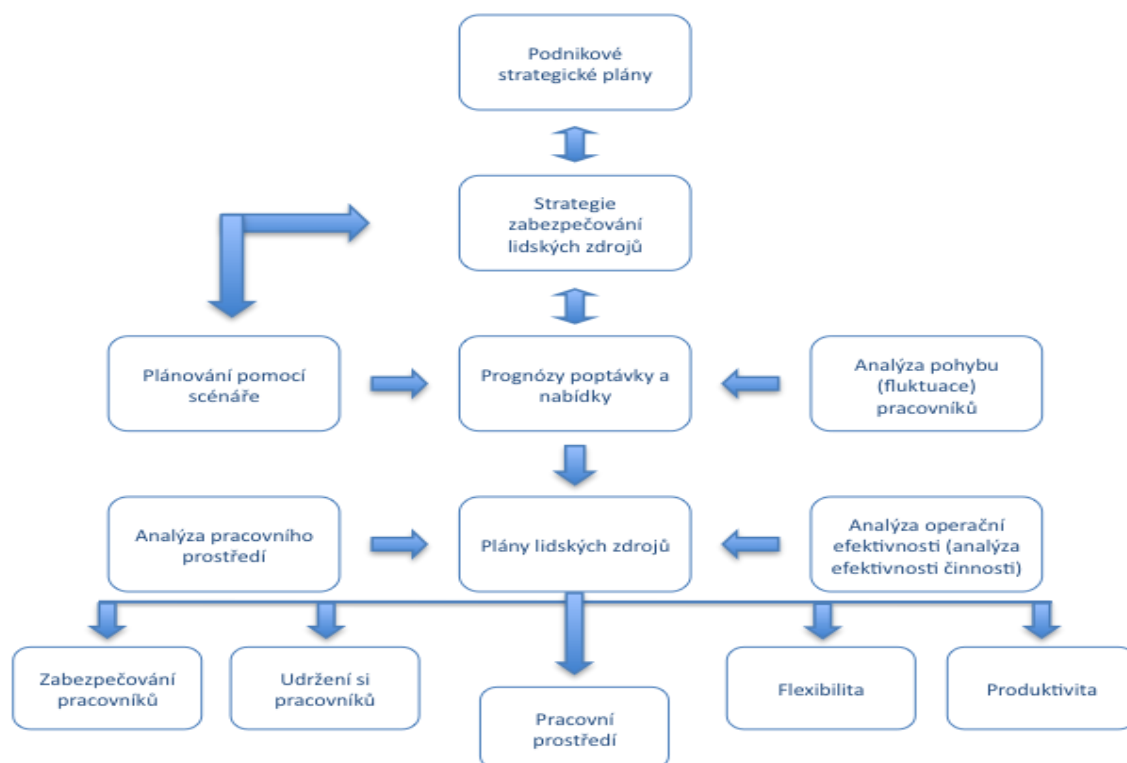 Podnikové
strategické plány
Strategie
zabezpečování
lidských zdrojů
Plánování pomocí
scénáře
Prognózy poptávky a
nabídky
Analýza pohybu
(fluktuace)
pracovníků
Analýza pracovního
prostředí
Plány lidských zdrojů
Analýza operační
efektivnosti (analýza
efektivnosti činnosti)
Zabezpečování
pracovníků
Udržení si
pracovníků
Pracovní
prostředí
Flexibilita
Produktivita